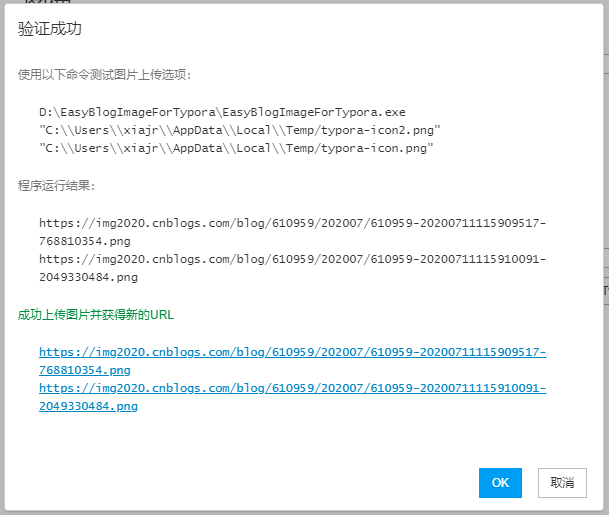 验证成功
使用以下命令测试图片上传选项:
D:\EasyBlogImageForTypora\EasyBlogImageForTypora.exe
"C:\\Users\\xiajr\\AppData\\Local\\Temp/typora-icon2.png"
"C:\\Users\\xiajr\\AppData\\Local\\Temp/typora-icon.png"
程序运行结果:
https://img2020.cnblogs.com/blog/610959/202007/610959-20200711115909517-
768810354.png
https://img2020.cnblogs.com/blog/610959/202007/610959-20200711115910091-
2049330484.png
成功上传图片并获得新的URL
https://img2020.cnblogs.com/blog/610959/202007/610959-20200711115909517-
768810354.png
https://img2020.cnblogs.com/blog/610959/202007/610959-20200711115910091-
2049330484.png
OK 取消